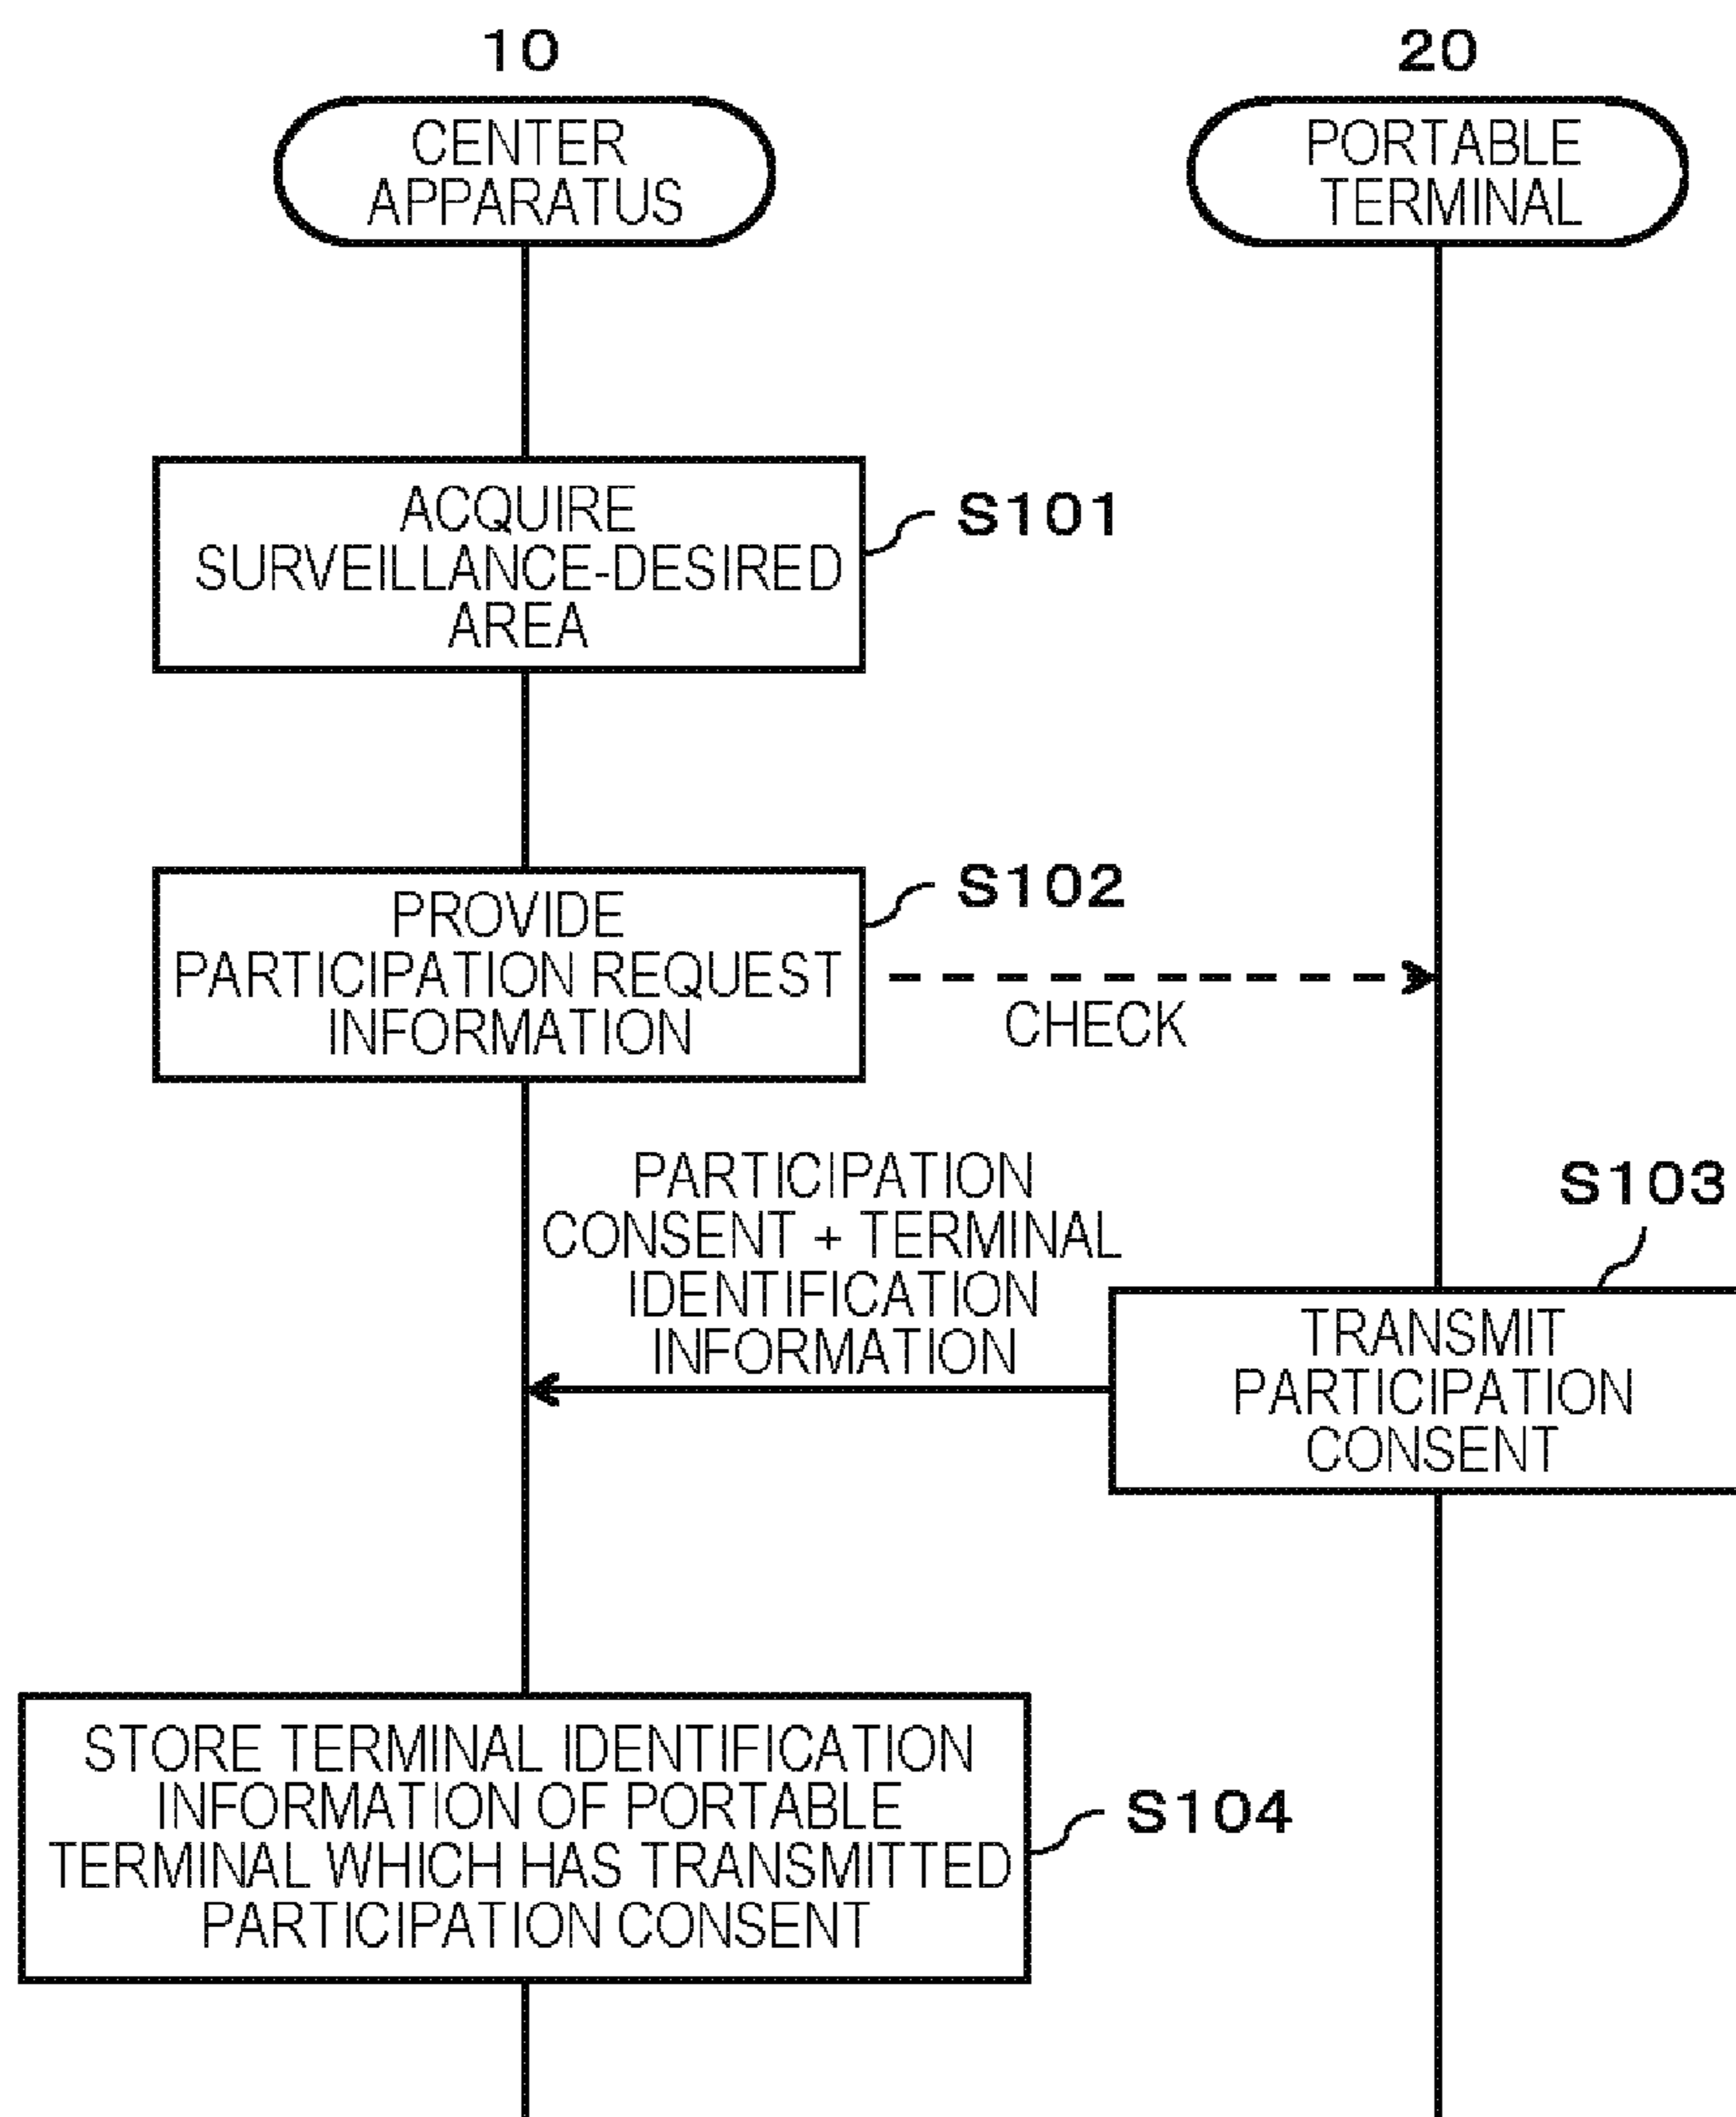 10
CENTER
APPARATUS
20
PORTABLE
TERMINAL
ACQUIRE
SURVEILLANCE-DESIRED
AREA
S101
PROVIDE
PARTICIPATION REQUEST
INFORMATION
S102
CHECK
PARTICIPATION
CONSENT + TERMINAL
IDENTIFICATION
INFORMATION
S103
TRANSMIT
PARTICIPATION
CONSENT
STORE TERMINAL IDENTIFICATION
INFORMATION OF PORTABLE
TERMINAL WHICH HAS TRANSMITTED
PARTICIPATION CONSENT
S104